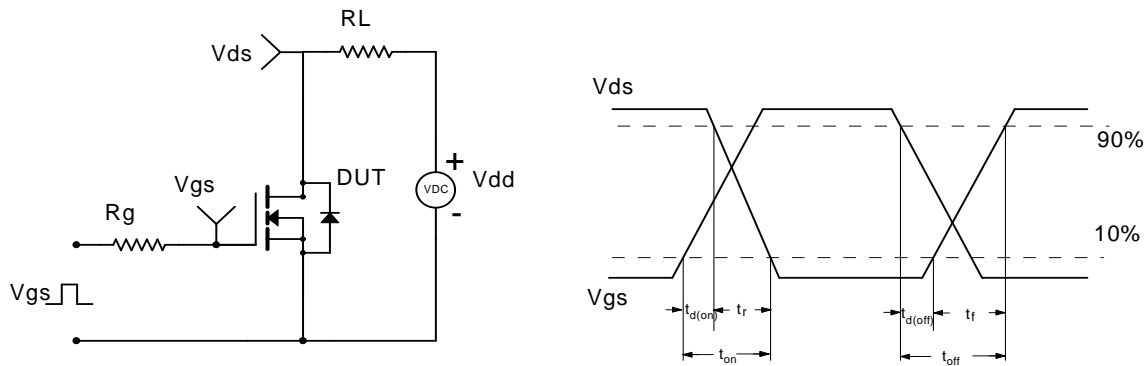 RL
Vds
Vgs
DUT
+
VDC
Vdd
-
Rg
Vgs
Vds
90%
10%
Vgs
td(on)
tr
td(off)
tf
ton
toff